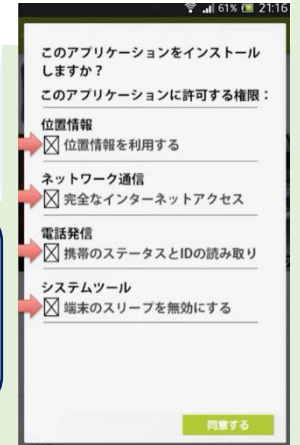 61% 21:16
このアプリケーションをインストール
しますか？
このアプリケーションに許可する権限：
位置情報
位置情報を利用する
ネットワーク通信
完全なインターネットアクセス
電話発信
携帯のステータスとIDの読み取り
システムツール
端末のスリープを無効にする
同意する